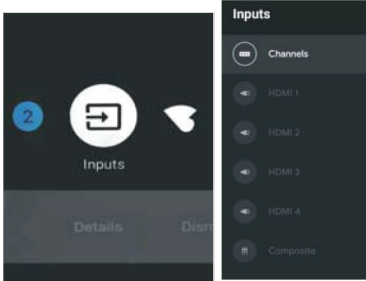 2
Inputs
Details
Inputs
Channels
HDMI 1
HDMI 2
HDMI 3
HDMI 4
Composite